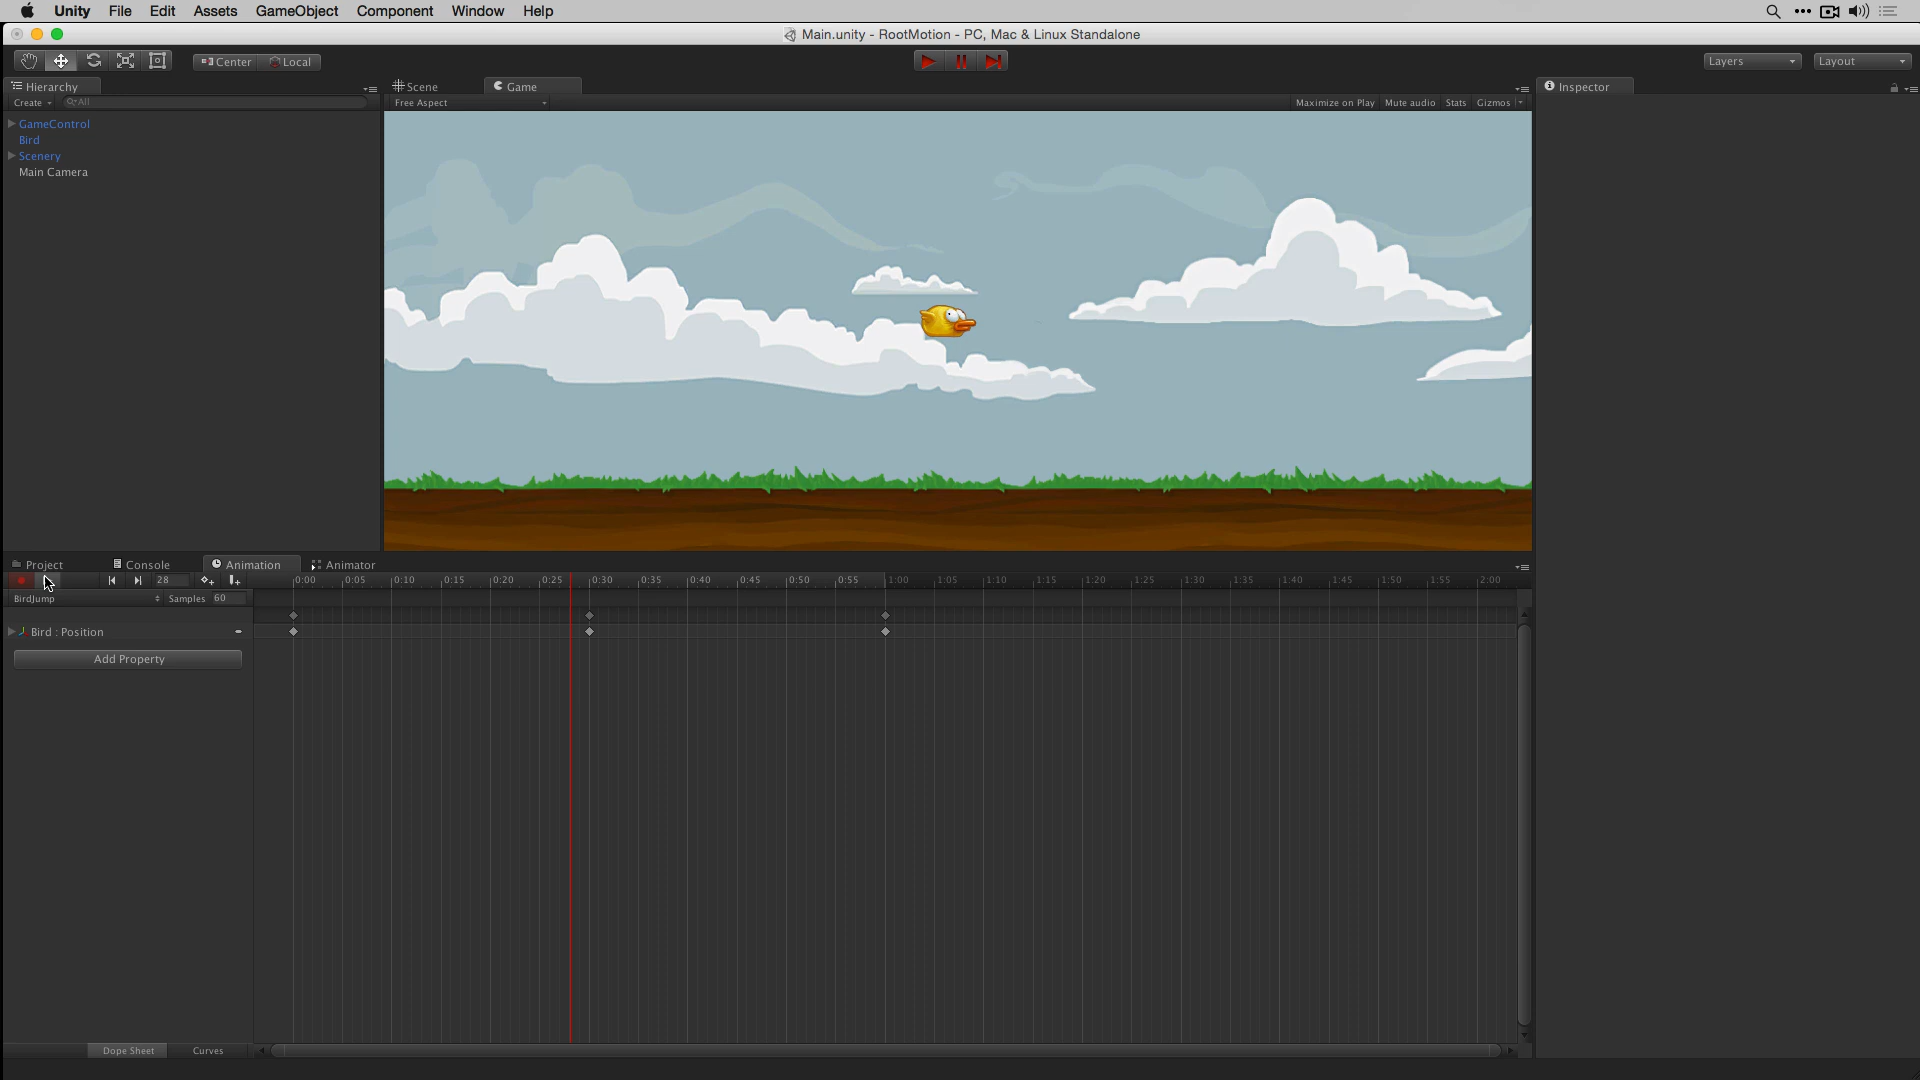 Unity File Edit Assets GameObject Component Window Help
Main.unity - RootMotion - PC, Mac & Linux Standalone
Center Local Layers Layout
Hierarchy Scene Game Inspector
Create All Free Aspect Maximize on Play Mute audio Stats Gizmos
GameControl
Bird
Scenery
Main Camera
Project Console Animation Animator
28 0:00 0:05 0:10 0:15 0:20 0:25 0:30 0:35 0:40 0:45 0:50 0:55 1:00 1:05 1:10 1:15 1:20 1:25 1:30 1:35 1:40 1:45 1:50 1:55 2:00
BirdJump Samples 60
Bird : Position
Add Property
Dope Sheet Curves